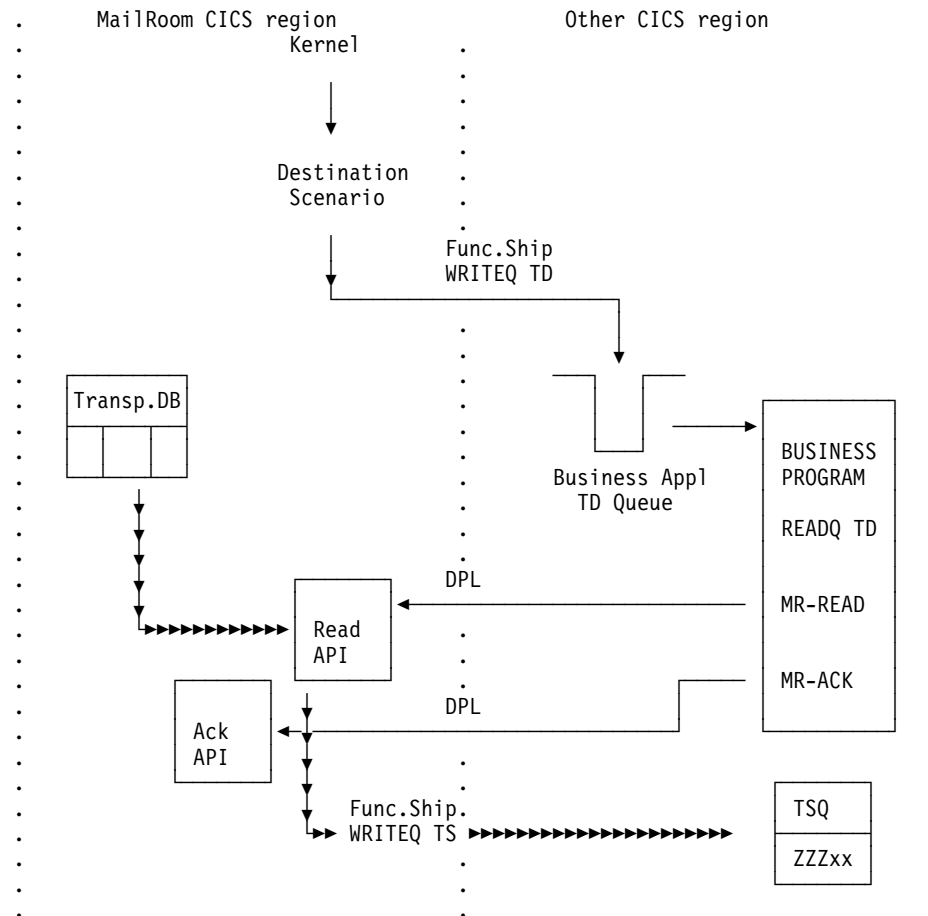 MailRoom CICS region
Other CICS region
Kernel
Destination
Scenario
Func.Ship
WRITEQ TD
Transp.DB
Business Appl
TD Queue
BUSINESS
PROGRAM
READQ TD
DPL
MR-READ
Read
API
MR-ACK
DPL
Ack
API
Func.Ship
WRITEQ TS
TSQ
ZZZxx